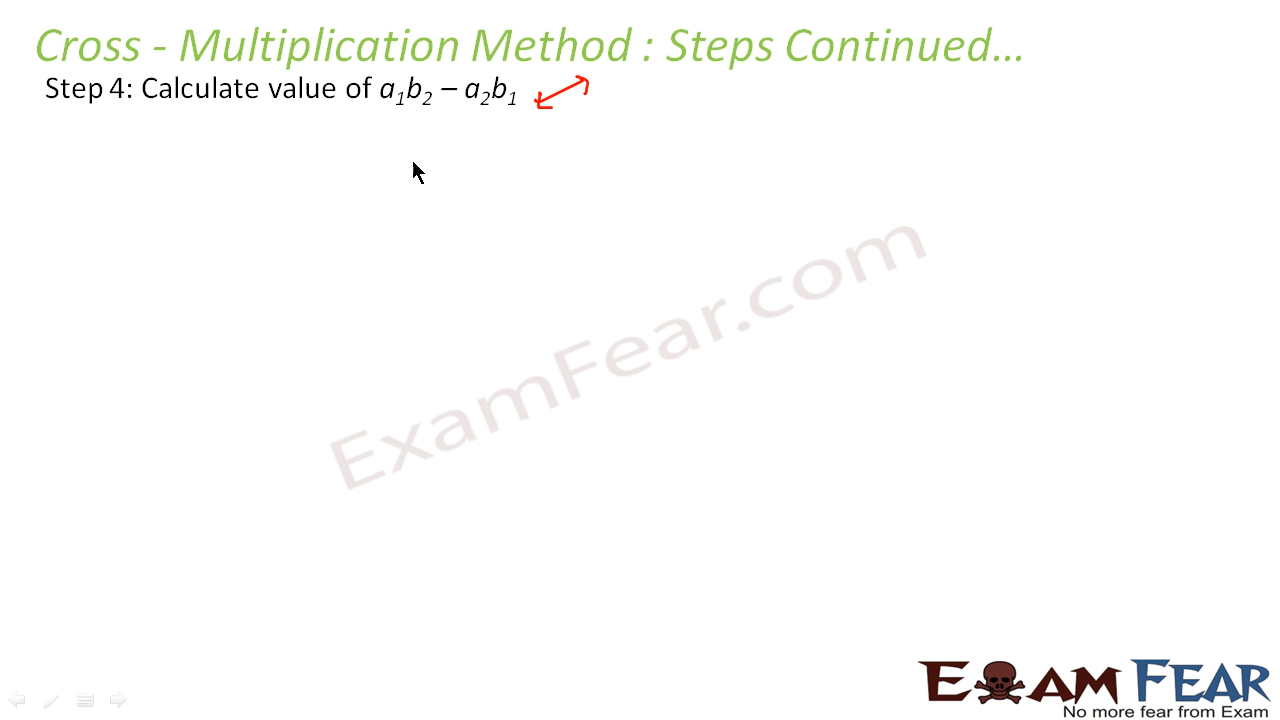 Cross - Multiplication Method : Steps Continued…
Step 4: Calculate value of a₁b₂ – a₂b₁
ExamFear.com
EXAM FEAR
No more fear from Exam